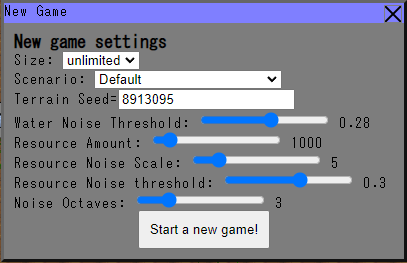 New Game
New game settings
Size: unlimited
Scenario: Default
Terrain Seed=8913095
Water Noise Threshold: 0.28
Resource Amount: 1000
Resource Noise Scale: 5
Resource Noise threshold: 0.3
Noise Octaves: 3
Start a new game!